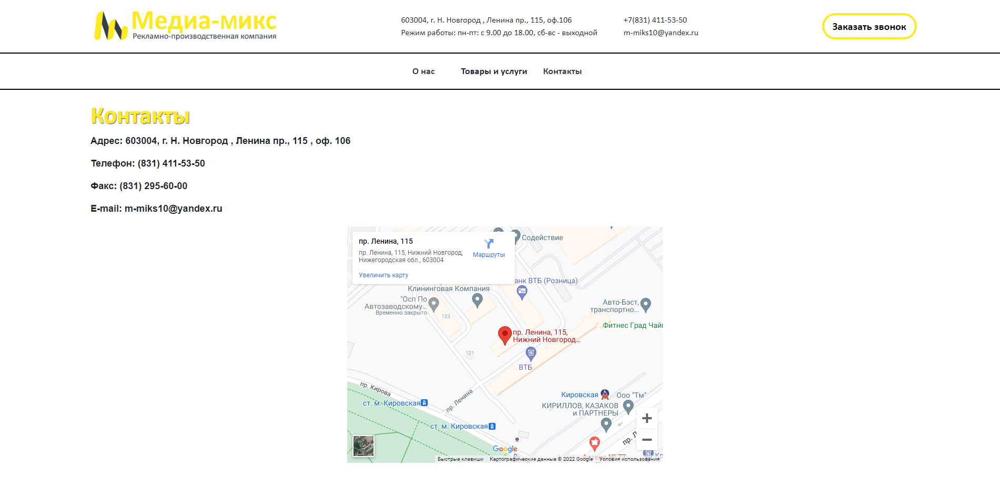 Медиа-микс
Рекламно-производственная компания
603004, г. Н. Новгород , Ленина пр., 115, оф.106
Режим работы: пн-пт: с 9.00 до 18.00, сб-вс - выходной
+7(831) 411-53-50
m-miks10@yandex.ru
Заказать звонок
О нас
Товары и услуги
Контакты
Контакты
Адрес: 603004, г. Н. Новгород , Ленина пр., 115 , оф. 106
Телефон: (831) 411-53-50
Факс: (831) 295-60-00
E-mail: m-miks10@yandex.ru
пр. Ленина, 115
пр. Ленина, 115, Нижний Новгород,
Нижегородская обл., 603004
Маршруты
Увеличить карту
Содействие
анк ВТБ (Розница)
Клининговая Компания
"Осп По
Автозаводскому...
Временно закрыто
123
Авто-Бэст,
транспортно...
Фитнес Град Чай
пр. Ленина, 115,
Нижний Новгород...
121
ВТБ
пр. Кирова
ст. м. Кировская
пр. Ленина
Кировская
Ооо "Тм"
КИРИЛЛОВ, КАЗАКОВ
и ПАРТНЕРЫ
ст. м. Кировская
пр. Л
Google
Аптека № 77
Кр
Быстрые клавиши
Картографические данные © 2022 Google
Условия использования